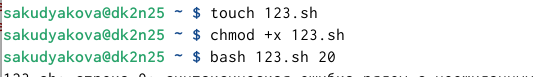 sakudyakova@dk2n25 ~ $ touch 123.sh
sakudyakova@dk2n25 ~ $ chmod +x 123.sh
sakudyakova@dk2n25 ~ $ bash 123.sh 20